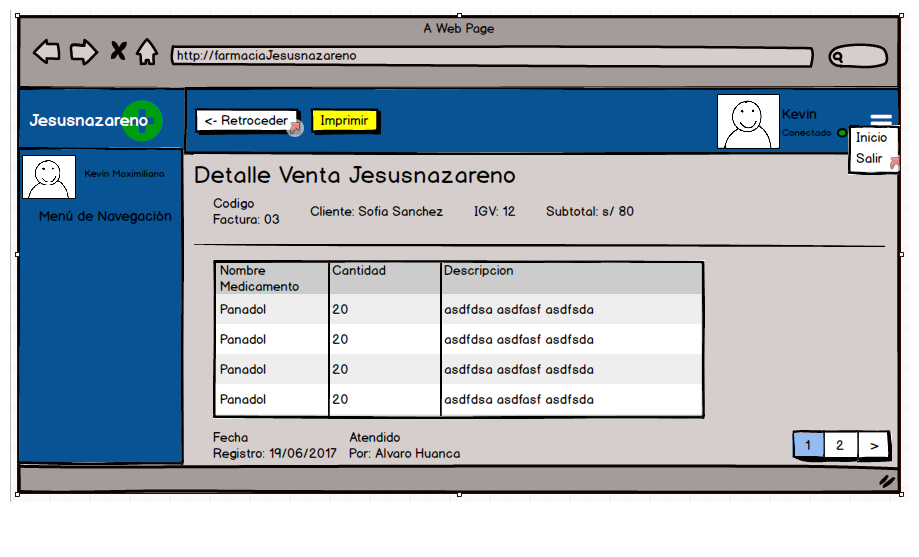 A Web Page
http://farmaciaJesusnazareno
Jesusnazareno
<- Retroceder
Imprimir
Kevin
Conectado
Inicio
Salir
Kevin Maximiliano
Menú de Navegación
Detalle Venta Jesusnazareno
Codigo
Factura: 03
Cliente: Sofia Sanchez
IGV: 12
Subtotal: s/ 80
Nombre
Medicamento
Cantidad
Descripcion
Panadol 20 asdfdsa asdfasf asdfsda
Panadol 20 asdfdsa asdfasf asdfsda
Panadol 20 asdfdsa asdfasf asdfsda
Panadol 20 asdfdsa asdfasf asdfsda
Fecha
Registro: 19/06/2017
Atendido
Por: Alvaro Huanca
1 2 >